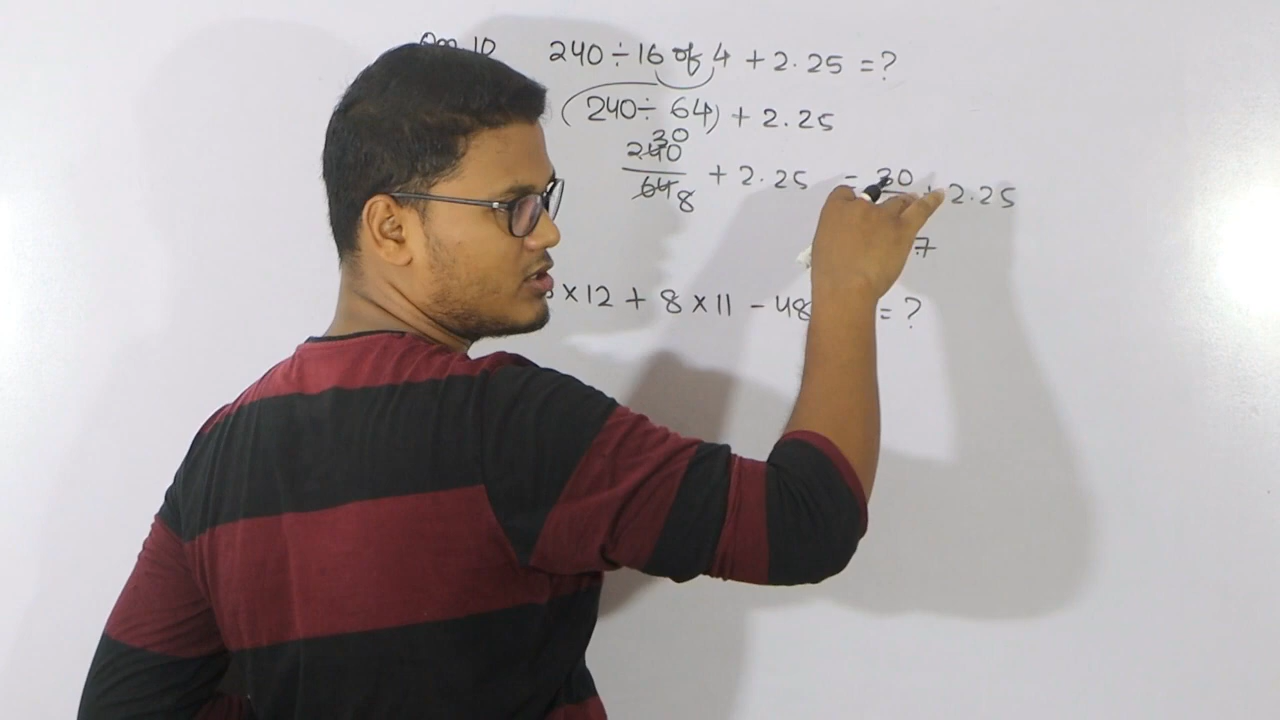 10 240 ÷ 16 of 4 + 2.25 = ?
(240 ÷ 64) + 2.25
30
240
64 8 + 2.25 = 30 + 2.25
7
× 12 + 8 × 11 - 48 = ?